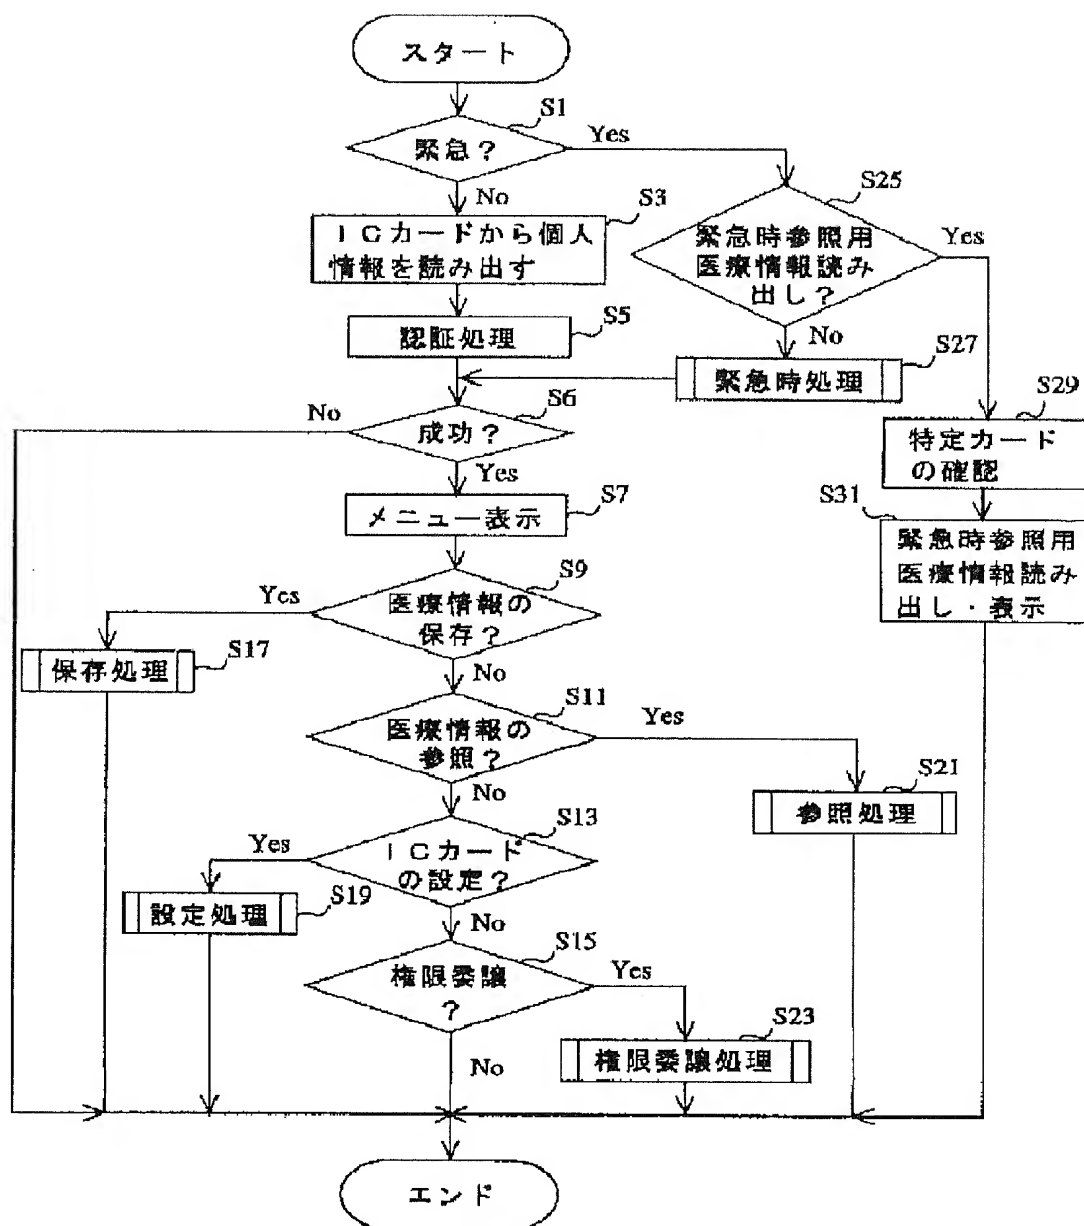 スタート
S1
緊急？
Yes
No
S3
ＩＣカードから個人
情報を読み出す
S25
緊急時参照用
医療情報読み
出し？
Yes
No
S5
認証処理
S27
緊急時処理
S6
No
成功？
Yes
S29
特定カード
の確認
S7
メニュー表示
S31
緊急時参照用
医療情報読み
出し・表示
S9
Yes
医療情報の
保存？
No
S17
保存処理
S11
医療情報の
参照？
Yes
No
S21
参照処理
S13
Yes
ＩＣカード
の設定？
No
S19
設定処理
S15
権限委譲
？
Yes
No
S23
権限委譲処理
エンド